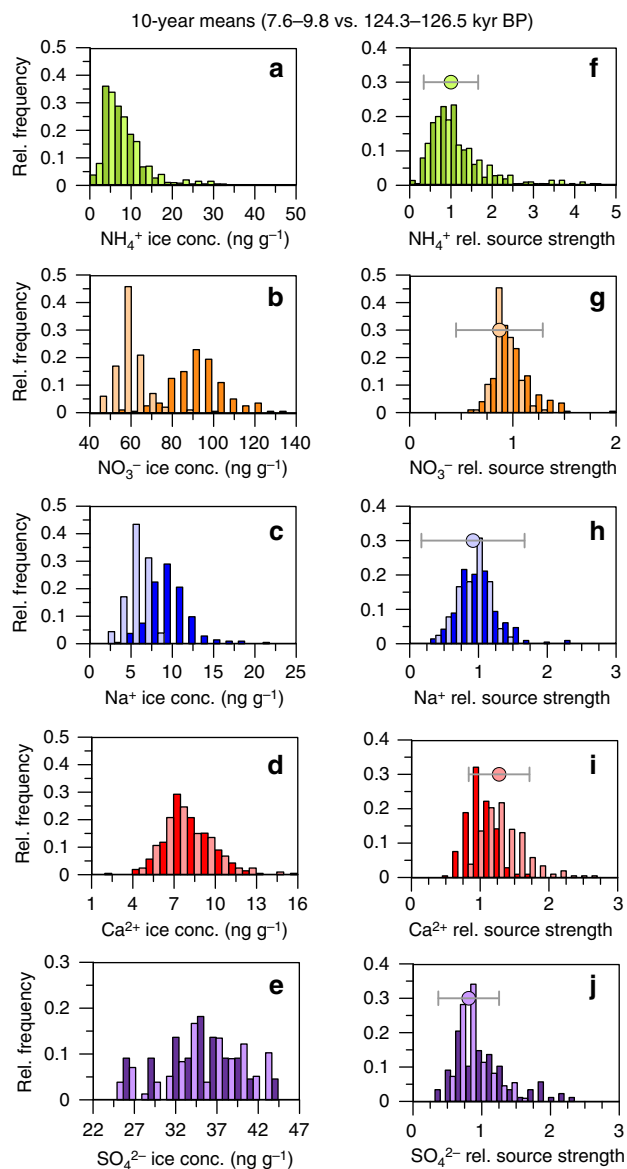 10-year means (7.6–9.8 vs. 124.3–126.5 kyr BP)
a
Rel. frequency
0.5
0.4
0.3
0.2
0.1
0
0 10 20 30 40 50
NH₄⁺ ice conc. (ng g⁻¹)
f
0.4
0.3
0.2
0.1
0
0 1 2 3 4 5
NH₄⁺ rel. source strength
b
Rel. frequency
0.5
0.4
0.3
0.2
0.1
0
40 60 80 100 120 140
NO₃⁻ ice conc. (ng g⁻¹)
g
0.5
0.4
0.3
0.2
0.1
0
0 1 2
NO₃⁻ rel. source strength
c
Rel. frequency
0.5
0.4
0.3
0.2
0.1
0
0 5 10 15 20 25
Na⁺ ice conc. (ng g⁻¹)
h
0.4
0.3
0.2
0.1
0
0 1 2 3
Na⁺ rel. source strength
d
Rel. frequency
0.5
0.4
0.3
0.2
0.1
0
1 4 7 10 13 16
Ca²⁺ ice conc. (ng g⁻¹)
i
0.4
0.3
0.2
0.1
0
0 1 2 3
Ca²⁺ rel. source strength
e
Rel. frequency
0.3
0.2
0.1
0
22 27 32 37 42 47
SO₄²⁻ ice conc. (ng g⁻¹)
j
0.4
0.3
0.2
0.1
0
0 1 2 3
SO₄²⁻ rel. source strength